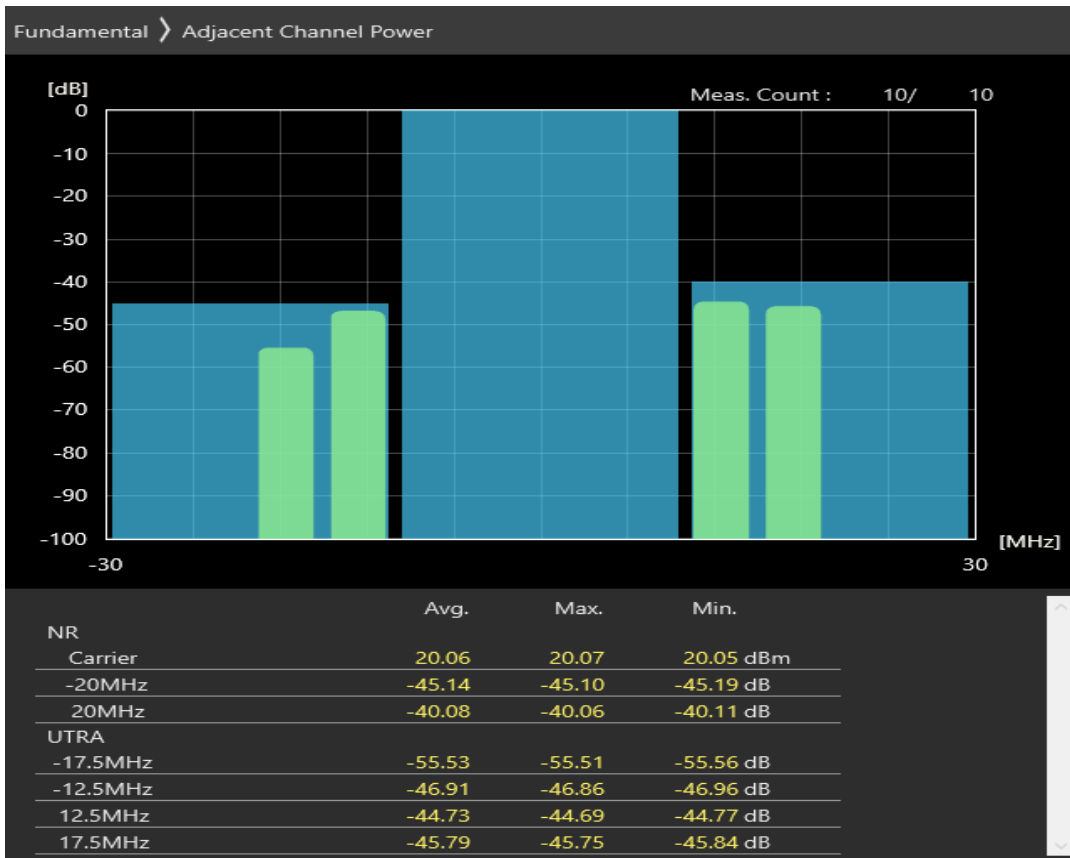 Fundamental 〉 Adjacent Channel Power
[dB]
Meas. Count : 10/ 10
0
-10
-20
-30
-40
-50
-60
-70
-80
-90
-100
[MHz]
-30 30
Avg. Max. Min.
NR
Carrier 20.06 20.07 20.05 dBm
-20MHz -45.14 -45.10 -45.19 dB
20MHz -40.08 -40.06 -40.11 dB
UTRA
-17.5MHz -55.53 -55.51 -55.56 dB
-12.5MHz -46.91 -46.86 -46.96 dB
12.5MHz -44.73 -44.69 -44.77 dB
17.5MHz -45.79 -45.75 -45.84 dB